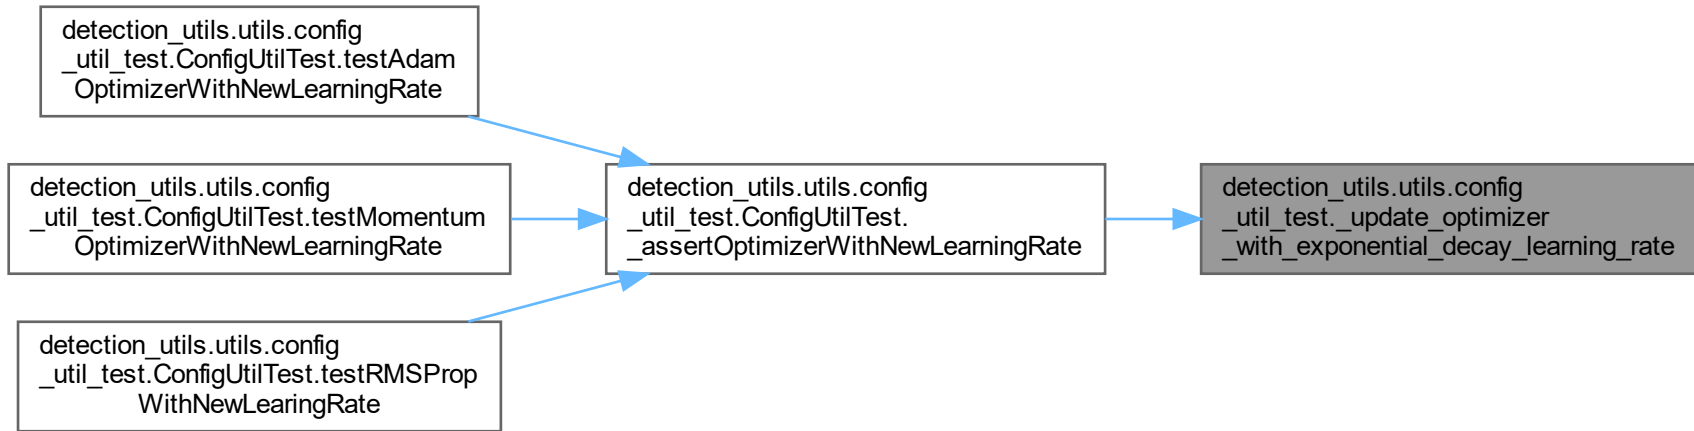 detection_utils.utils.config
_util_test.ConfigUtilTest.testAdam
OptimizerWithNewLearningRate
detection_utils.utils.config
_util_test.ConfigUtilTest.testMomentum
OptimizerWithNewLearningRate
detection_utils.utils.config
_util_test.ConfigUtilTest.testRMSProp
WithNewLearingRate
detection_utils.utils.config
_util_test.ConfigUtilTest.
_assertOptimizerWithNewLearningRate
detection_utils.utils.config
_util_test._update_optimizer
_with_exponential_decay_learning_rate